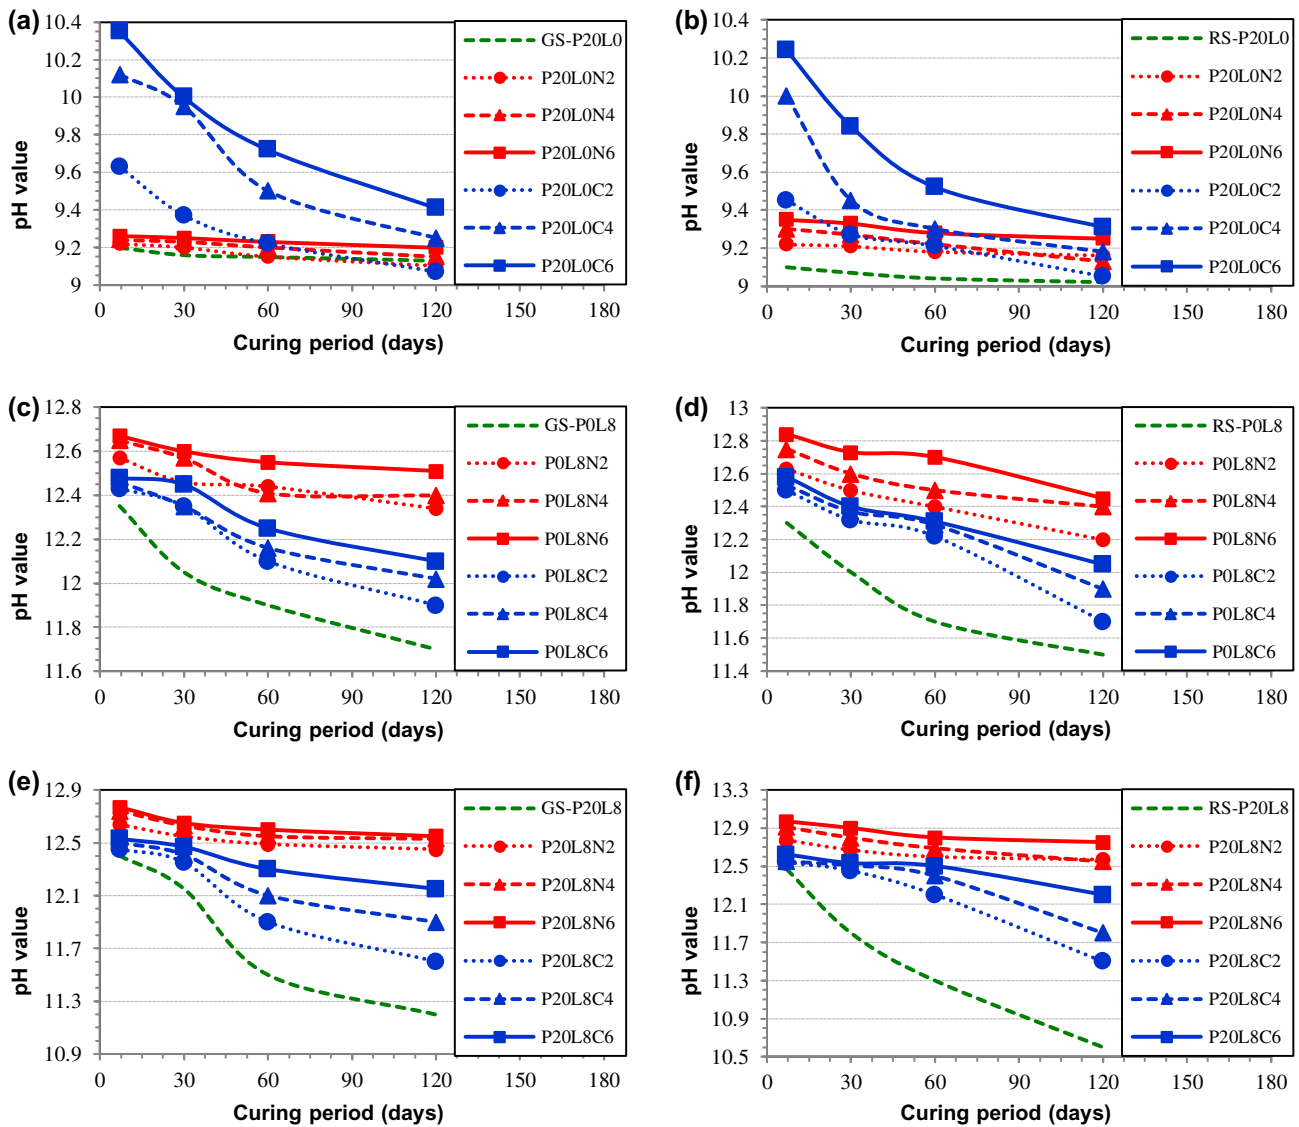 (a)
10.4
10.2
10
9.8
9.6
9.4
9.2
9
pH value
0 30 60 90 120 150 180
Curing period (days)
GS-P20L0
P20L0N2
P20L0N4
P20L0N6
P20L0C2
P20L0C4
P20L0C6
(b)
10.4
10.2
10
9.8
9.6
9.4
9.2
9
pH value
0 30 60 90 120 150 180
Curing period (days)
RS-P20L0
P20L0N2
P20L0N4
P20L0N6
P20L0C2
P20L0C4
P20L0C6
(c)
12.8
12.6
12.4
12.2
12
11.8
11.6
pH value
0 30 60 90 120 150 180
Curing period (days)
GS-P0L8
P0L8N2
P0L8N4
P0L8N6
P0L8C2
P0L8C4
P0L8C6
(d)
13
12.8
12.6
12.4
12.2
12
11.8
11.6
11.4
pH value
0 30 60 90 120 150 180
Curing period (days)
RS-P0L8
P0L8N2
P0L8N4
P0L8N6
P0L8C2
P0L8C4
P0L8C6
(e)
12.9
12.5
12.1
11.7
11.3
10.9
pH value
0 30 60 90 120 150 180
Curing period (days)
GS-P20L8
P20L8N2
P20L8N4
P20L8N6
P20L8C2
P20L8C4
P20L8C6
(f)
13.3
12.9
12.5
12.1
11.7
11.3
10.9
10.5
pH value
0 30 60 90 120 150 180
Curing period (days)
RS-P20L8
P20L8N2
P20L8N4
P20L8N6
P20L8C2
P20L8C4
P20L8C6